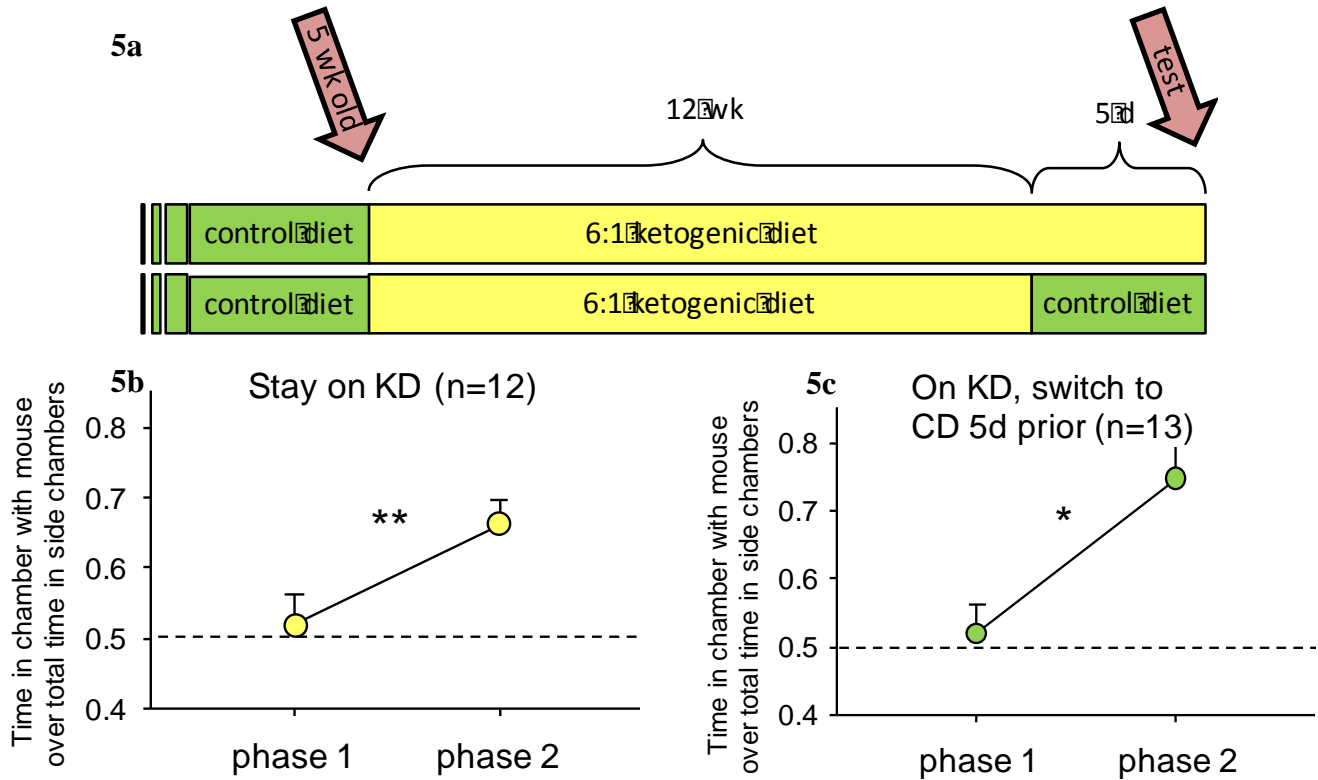 5a
5 wk old
test
12�wk
5�d
control�diet
6:1�ketogenic�diet
control�diet
6:1�ketogenic�diet
control�diet
5b
Stay on KD (n=12)
Time in chamber with mouse
over total time in side chambers
0.8
0.7
0.6
0.5
0.4
**
phase 1
phase 2
5c
On KD, switch to
CD 5d prior (n=13)
Time in chamber with mouse
over total time in side chambers
0.8
0.7
0.6
0.5
0.4
*
phase 1
phase 2